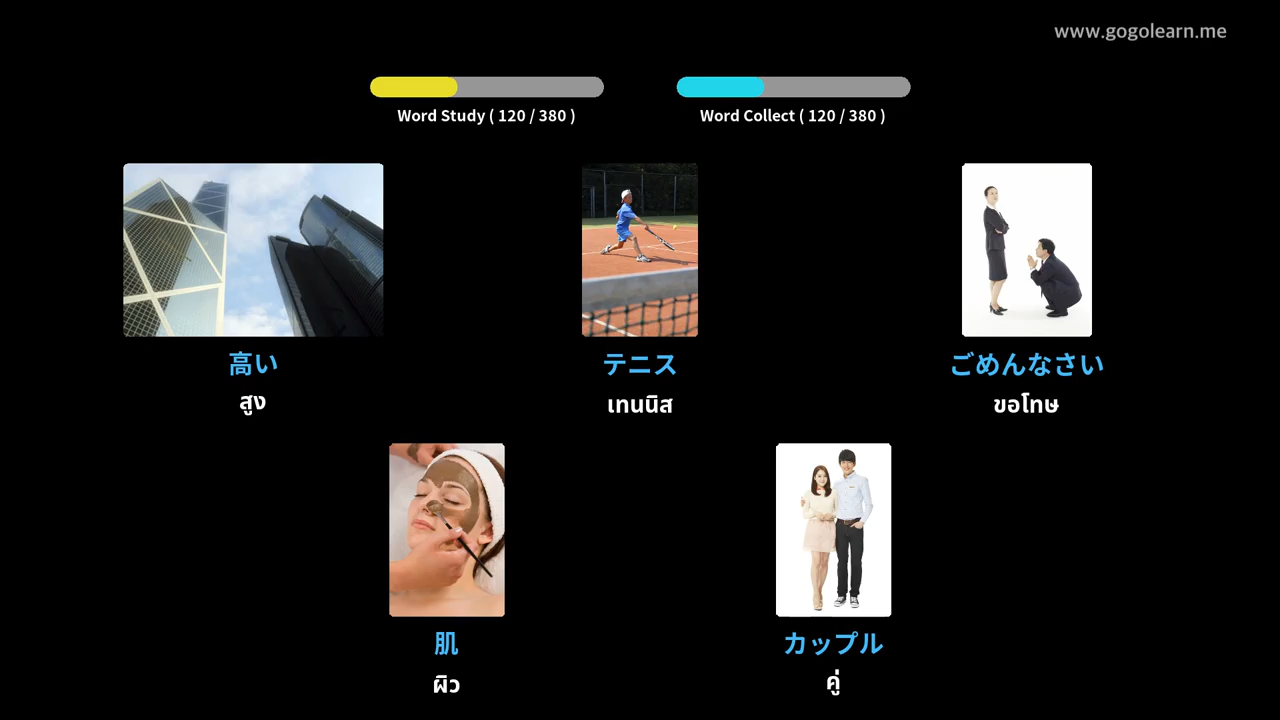 www.gogolearn.me
Word Study ( 120 / 380 )
Word Collect ( 120 / 380 )
高い
สูง
テニス
เทนนิส
ごめんなさい
ขอโทษ
肌
ผิว
カップル
คู่